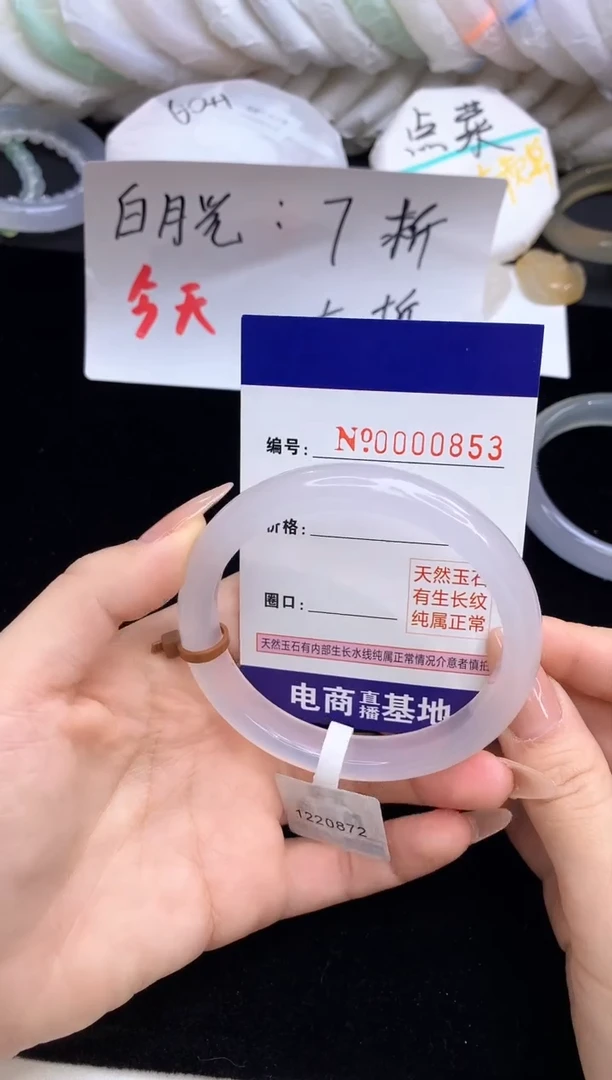 点菜
白月光：7折
今天
编号：
Nº0000853
价格：
圈口：
天然玉石
有生长纹
纯属正常
天然玉石有内部生长水线纯属正常情况介意者慎拍
电商直播基地
1220872